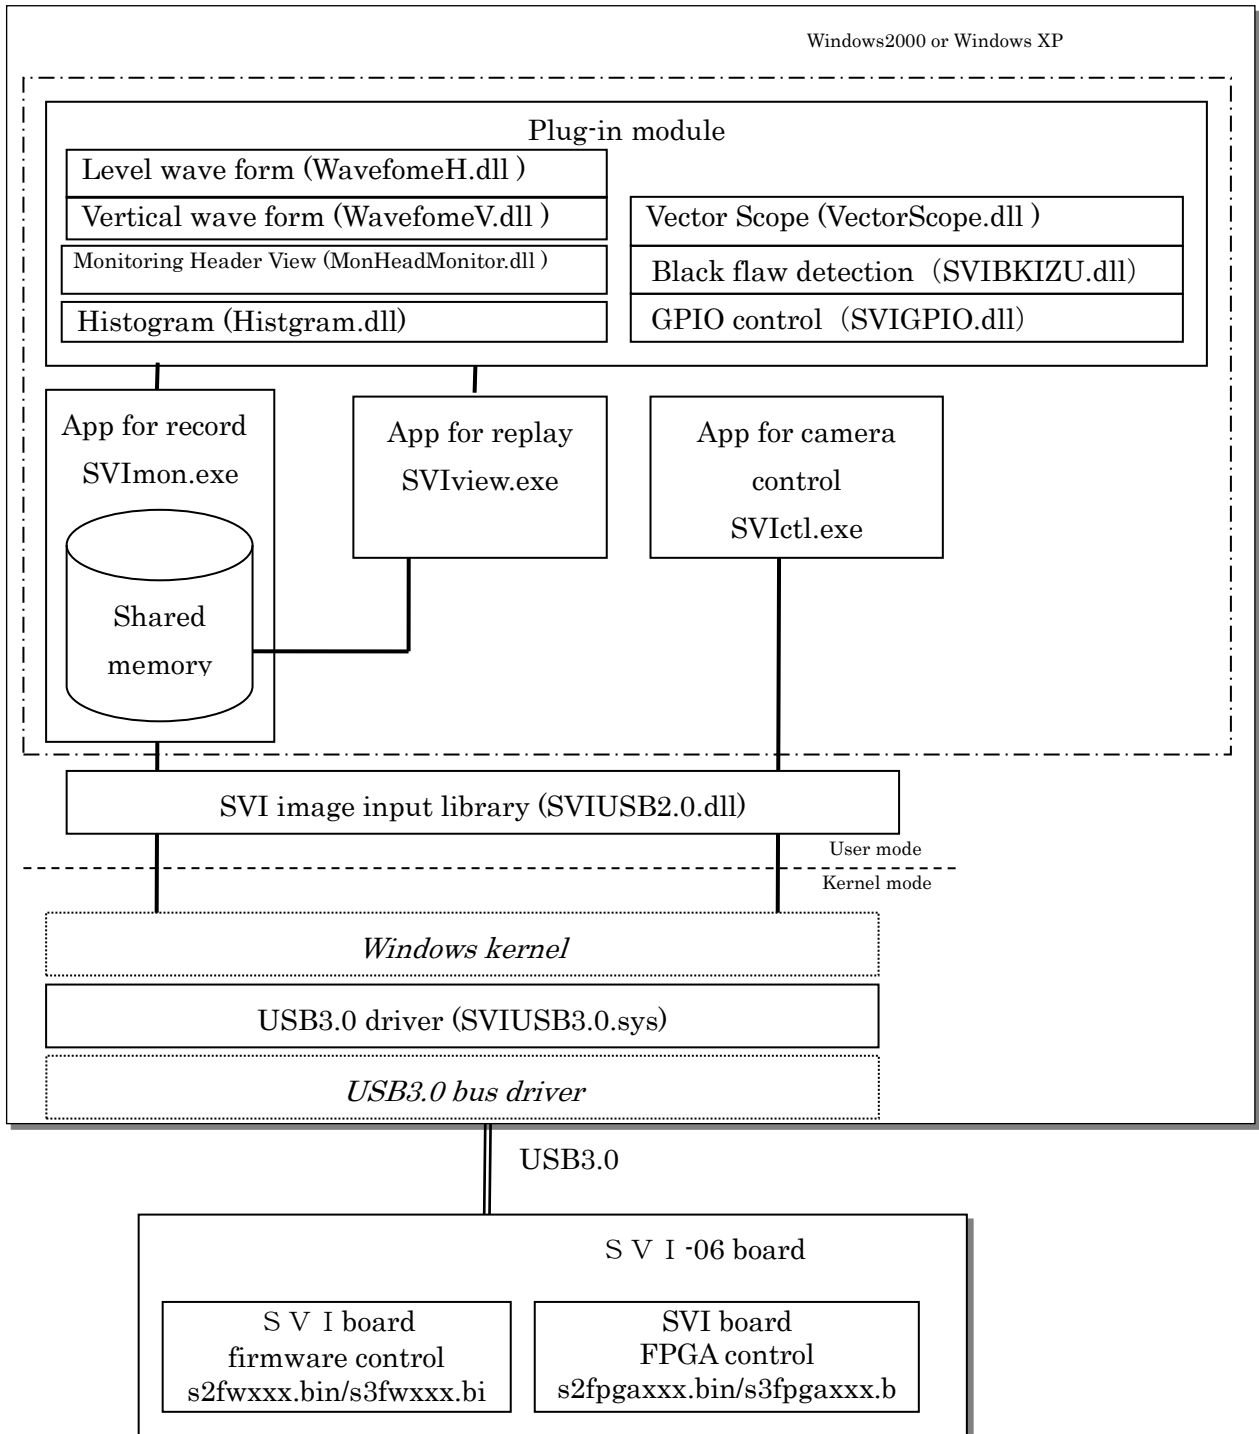 Windows2000 or Windows XP
Plug-in module
Level wave form (WavefomeH.dll )
Vertical wave form (WavefomeV.dll )
Monitoring Header View (MonHeadMonitor.dll )
Histogram (Histgram.dll)
Vector Scope (VectorScope.dll )
Black flaw detection（SVIBKIZU.dll）
GPIO control（SVIGPIO.dll）
App for record
SVImon.exe
Shared
memory
App for replay
SVIview.exe
App for camera
control
SVIctl.exe
SVI image input library (SVIUSB2.0.dll)
User mode
Kernel mode
Windows kernel
USB3.0 driver (SVIUSB3.0.sys)
USB3.0 bus driver
USB3.0
ＳＶＩ-06 board
ＳＶＩ board
firmware control
s2fwxxx.bin/s3fwxxx.bi
SVI board
FPGA control
s2fpgaxxx.bin/s3fpgaxxx.b